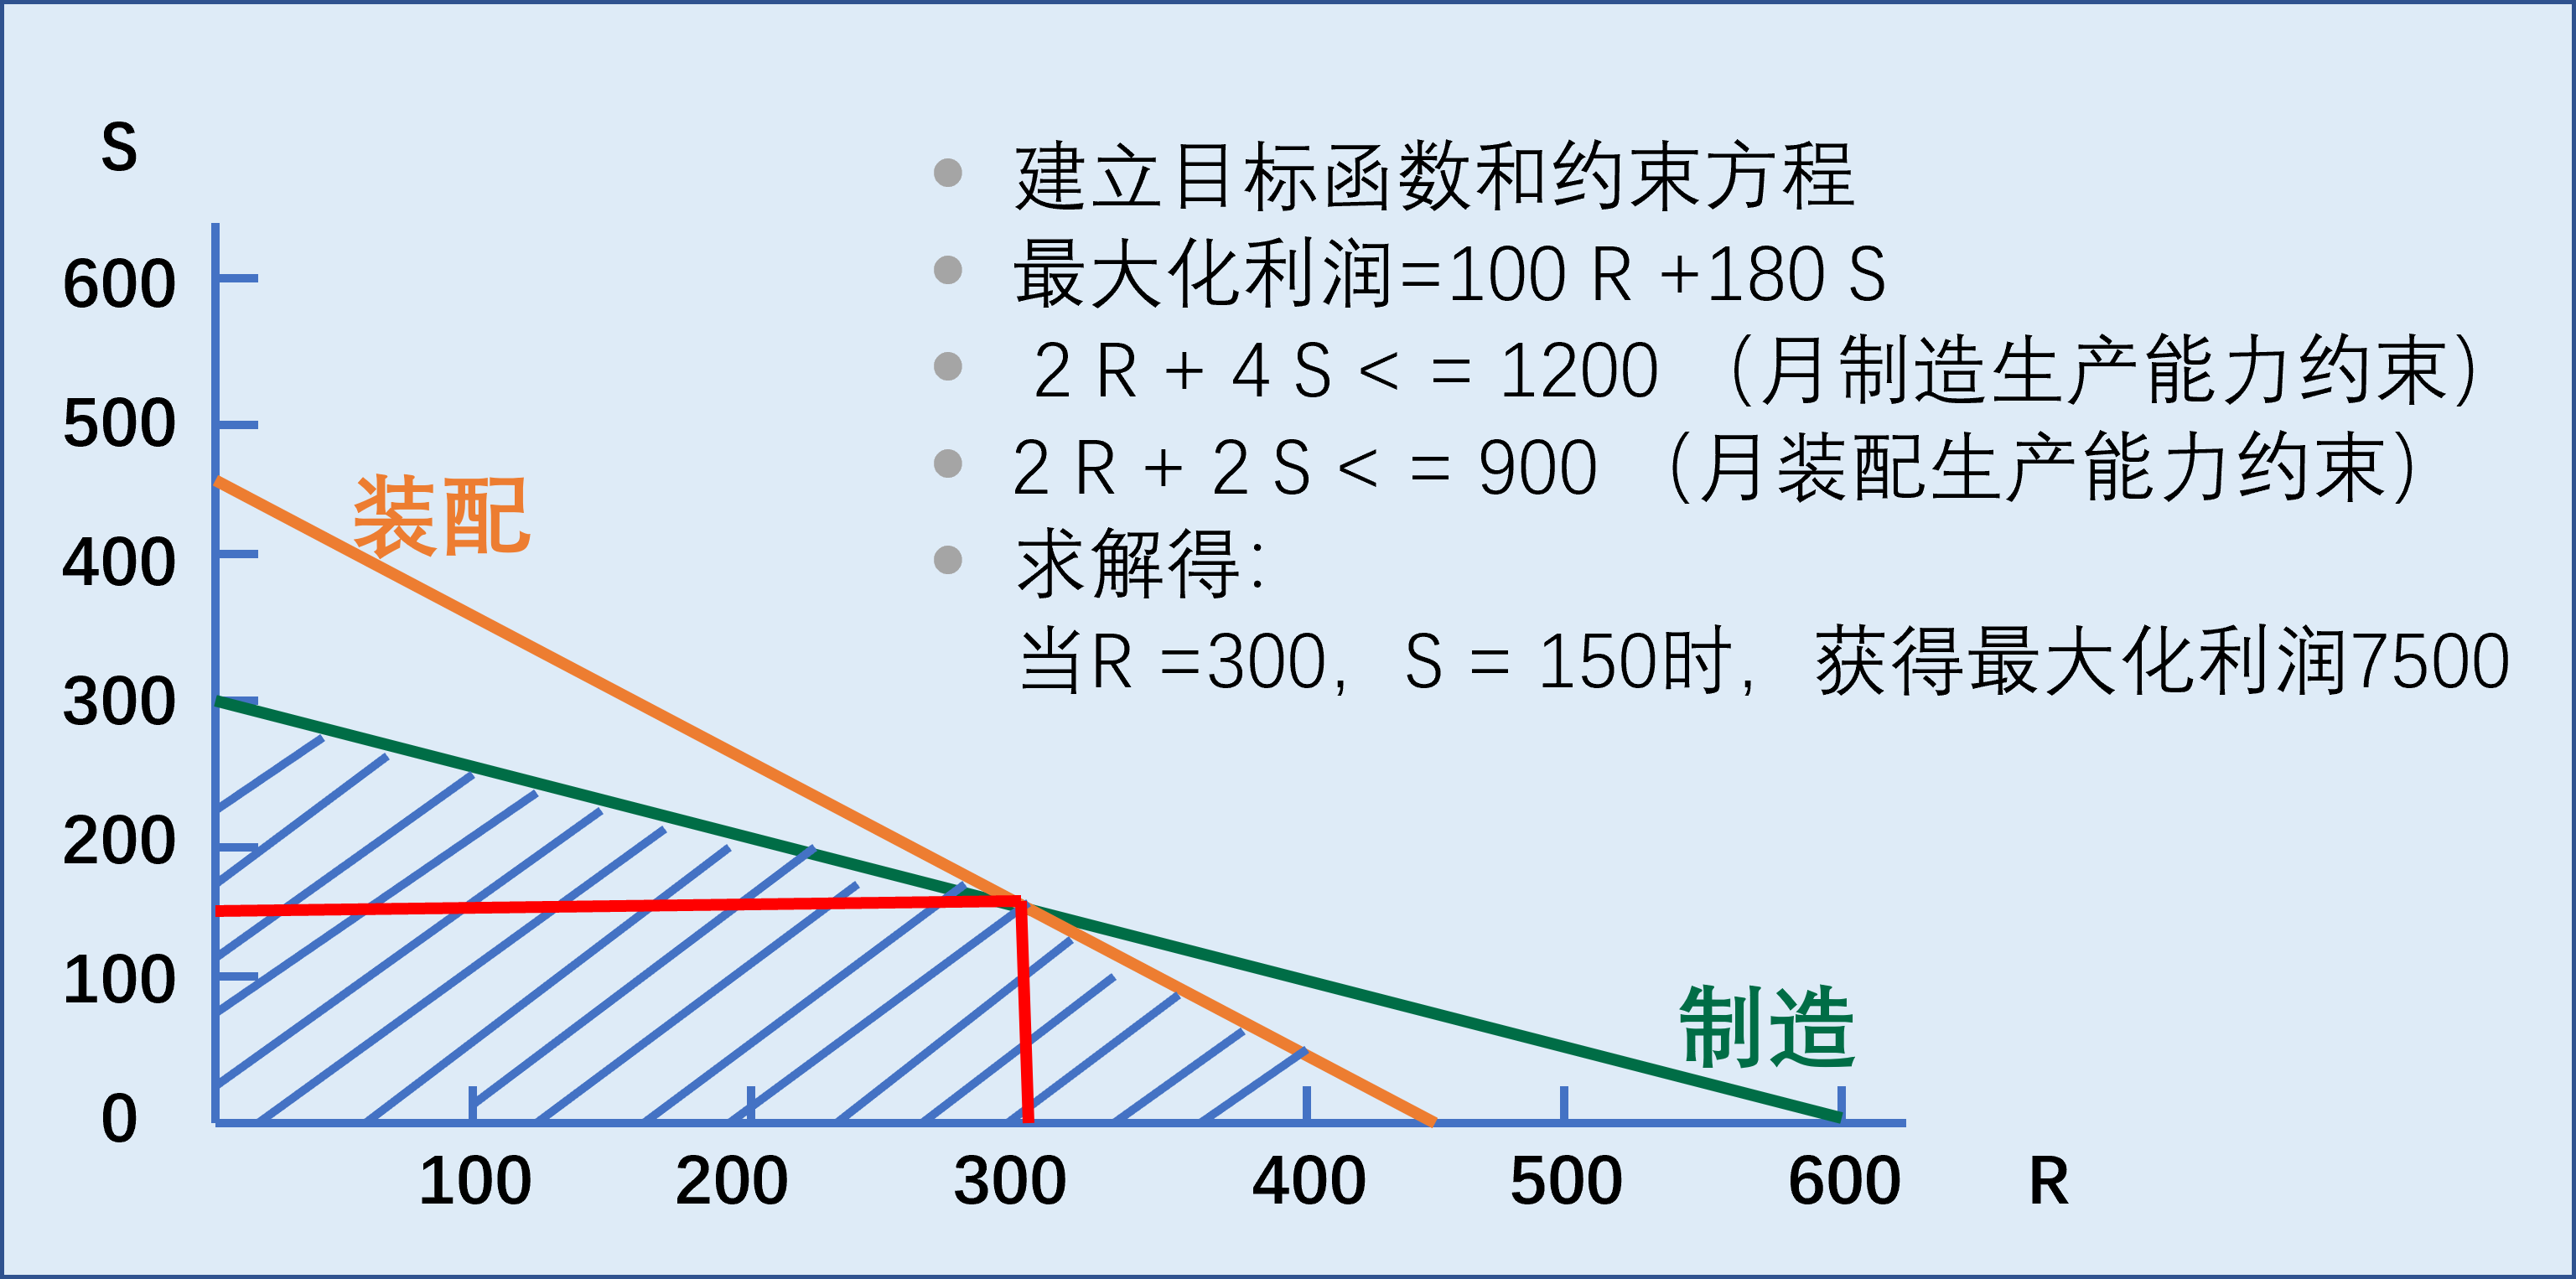 建立目标函数和约束方程
最大化利润=100 R +180 S
2 R + 4 S < = 1200 （月制造生产能力约束）
2 R + 2 S < = 900 （月装配生产能力约束）
求解得：
当R =300，S = 150时，获得最大化利润7500
S
600
500
400
300
200
100
0
装配
制造
100 200 300 400 500 600 R